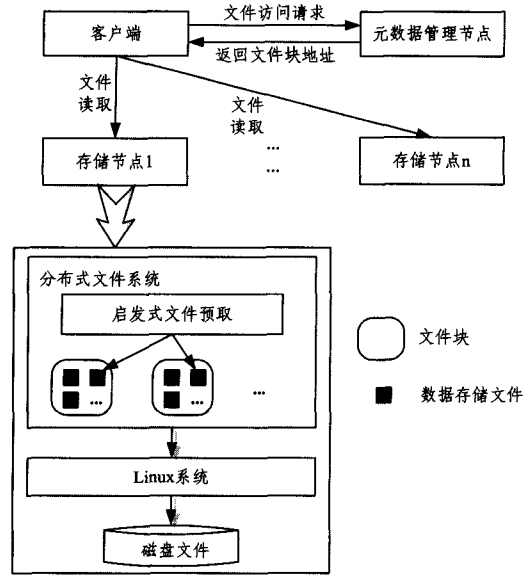 文件访问请求
客户端
元数据管理节点
返回文件块地址
文件
读取
文件
读取
存储节点1
...
...
存储节点n
分布式文件系统
启发式文件预取
...
...
...
文件块
数据存储文件
Linux系统
磁盘文件